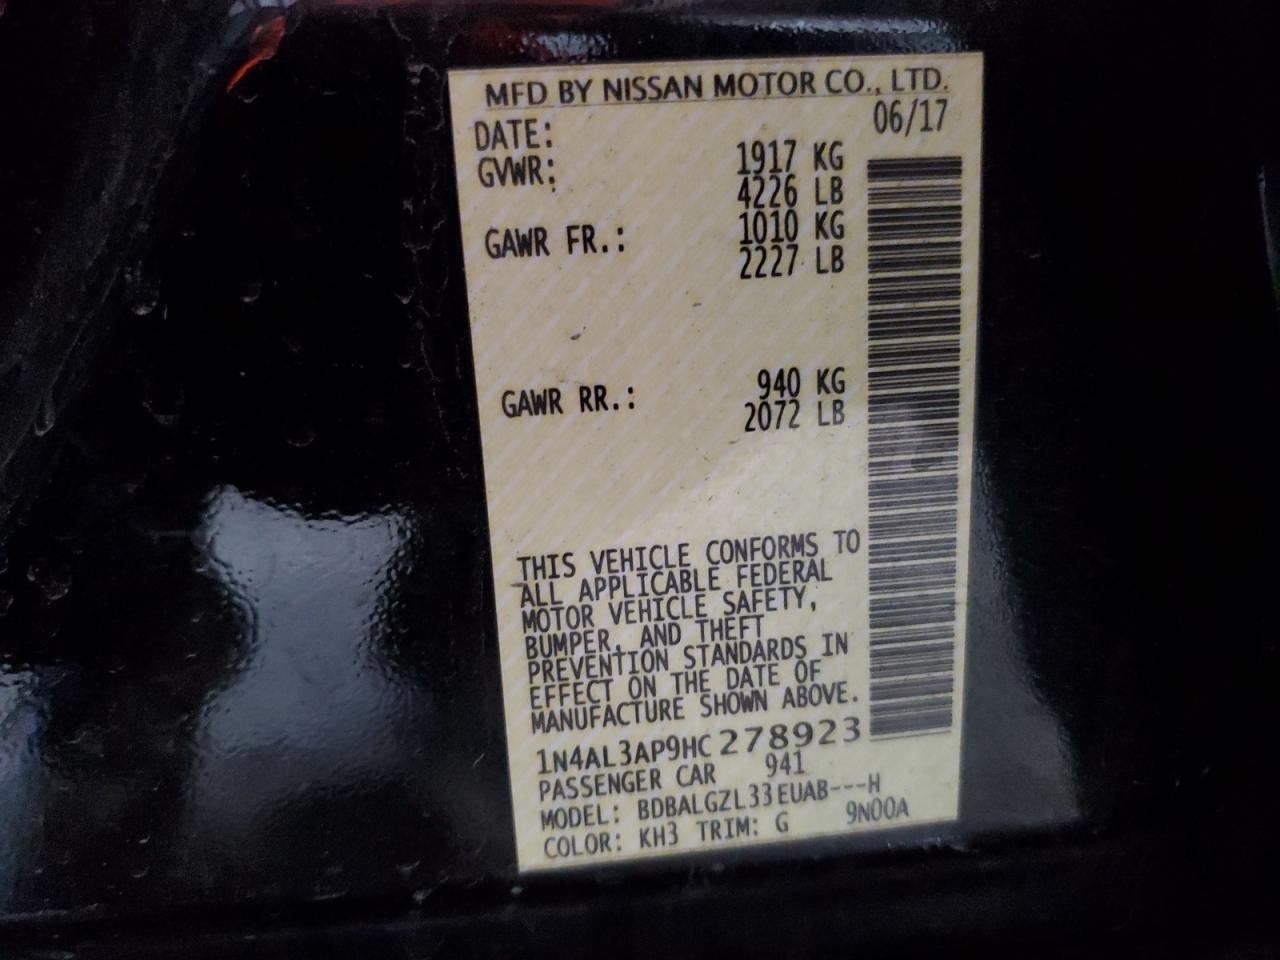 MFD BY NISSAN MOTOR CO., LTD.
DATE: 06/17
GVWR: 1917 KG
4226 LB
GAWR FR.: 1010 KG
2227 LB
GAWR RR.: 940 KG
2072 LB
THIS VEHICLE CONFORMS TO
ALL APPLICABLE FEDERAL
MOTOR VEHICLE SAFETY,
BUMPER, AND THEFT
PREVENTION STANDARDS IN
EFFECT ON THE DATE OF
MANUFACTURE SHOWN ABOVE.
1N4AL3AP9HC278923
PASSENGER CAR 941
MODEL: BDBALGZL33EUAB---H
COLOR: KH3 TRIM: G 9N00A